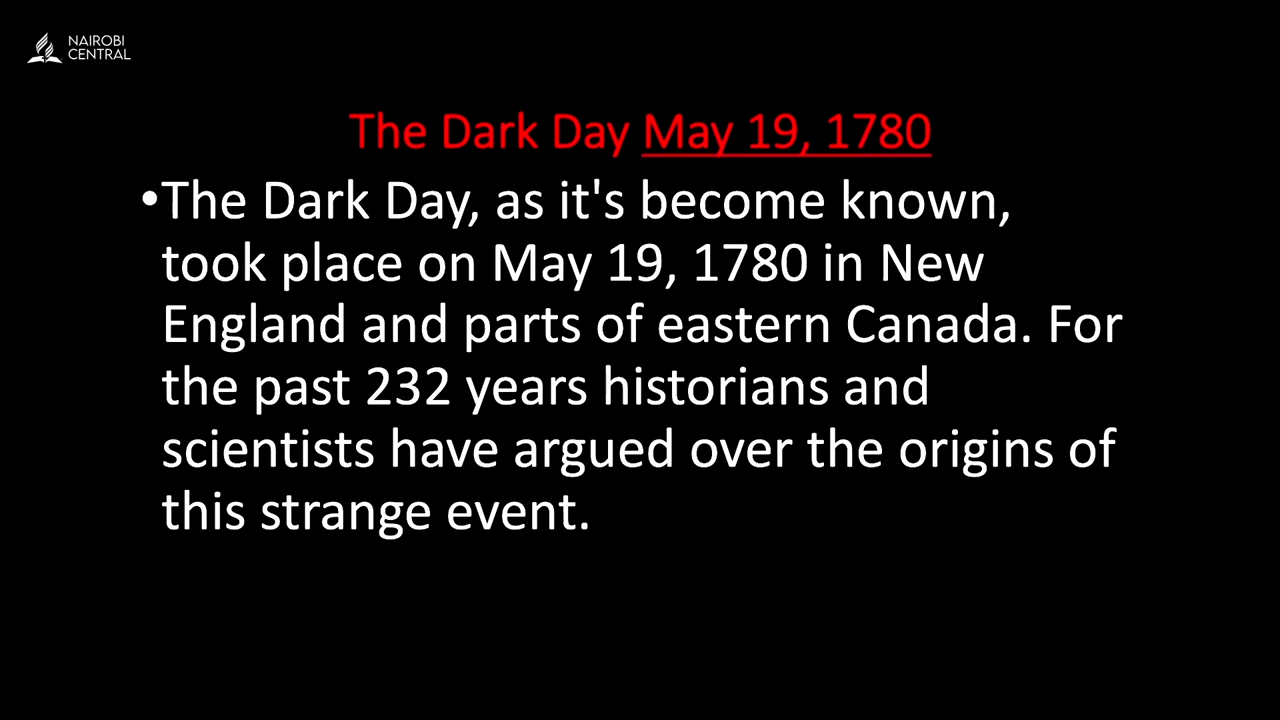 NAIROBI
CENTRAL
The Dark Day May 19, 1780
•The Dark Day, as it's become known,
took place on May 19, 1780 in New
England and parts of eastern Canada. For
the past 232 years historians and
scientists have argued over the origins of
this strange event.